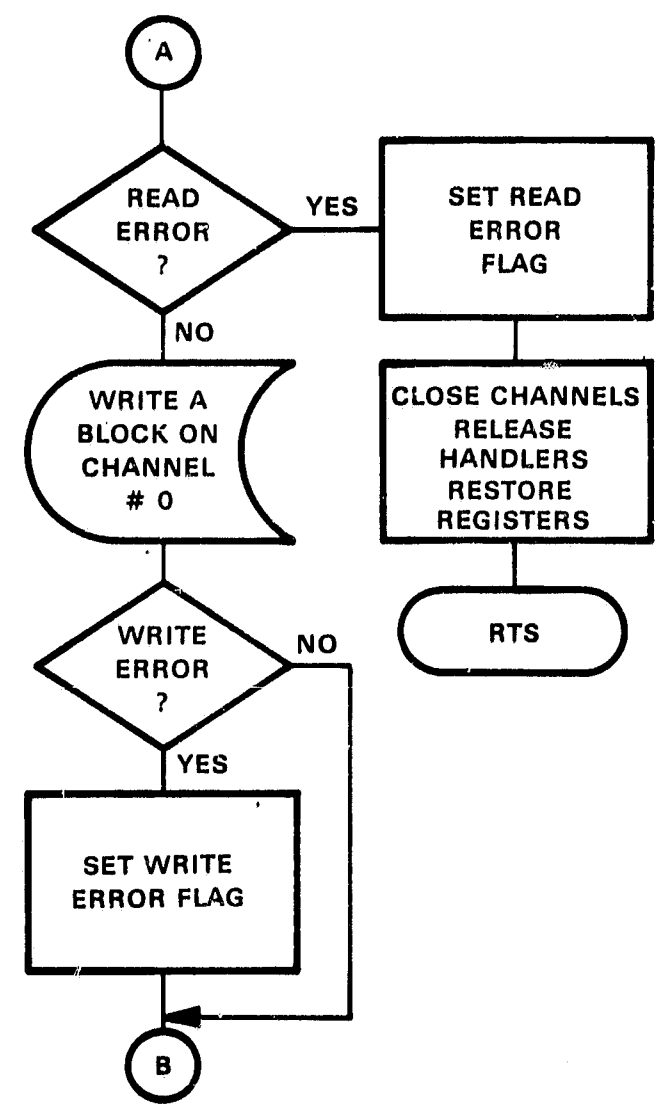 A
READ
ERROR
?
YES
SET READ
ERROR
FLAG
NO
WRITE A
BLOCK ON
CHANNEL
# 0
CLOSE CHANNELS
RELEASE
HANDLERS
RESTORE
REGISTERS
WRITE
ERROR
?
NO
RTS
YES
SET WRITE
ERROR FLAG
B